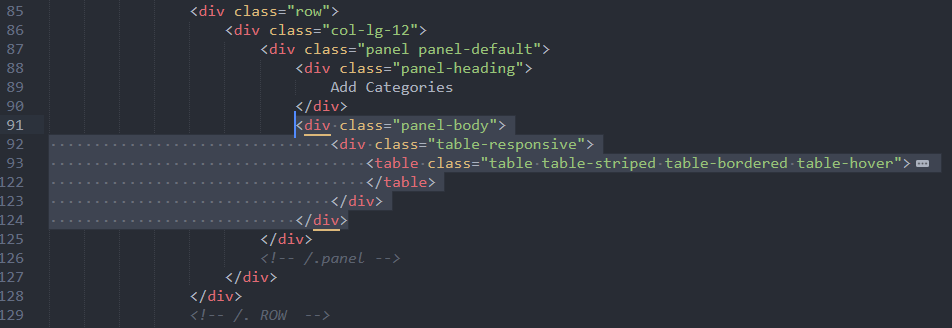 85 <div class="row">
86 <div class="col-lg-12">
87 <div class="panel panel-default">
88 <div class="panel-heading">
89 Add Categories
90 </div>
91 <div class="panel-body">
92 <div class="table-responsive">
93 <table class="table table-striped table-bordered table-hover">
122 </table>
123 </div>
124 </div>
125 </div>
126 <!-- /.panel -->
127 </div>
128 </div>
129 <!-- /. ROW  -->